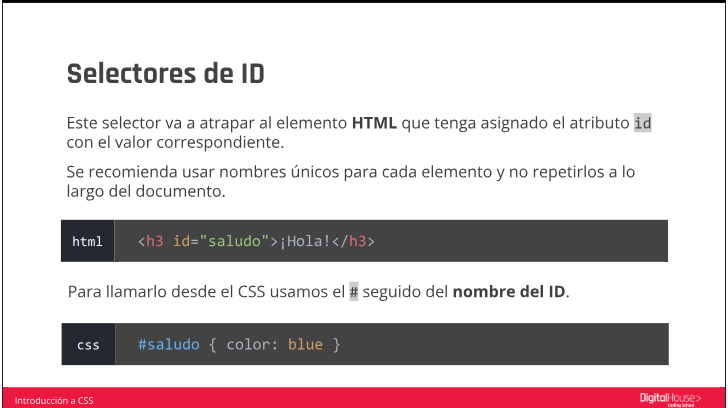 Selectores de ID
Este selector va a atrapar al elemento HTML que tenga asignado el atributo id
con el valor correspondiente.
Se recomienda usar nombres únicos para cada elemento y no repetirlos a lo
largo del documento.
html <h3 id="saludo">¡Hola!</h3>
Para llamarlo desde el CSS usamos el # seguido del nombre del ID.
css #saludo { color: blue }
Introducción a CSS
DigitalHouse>
Coding School